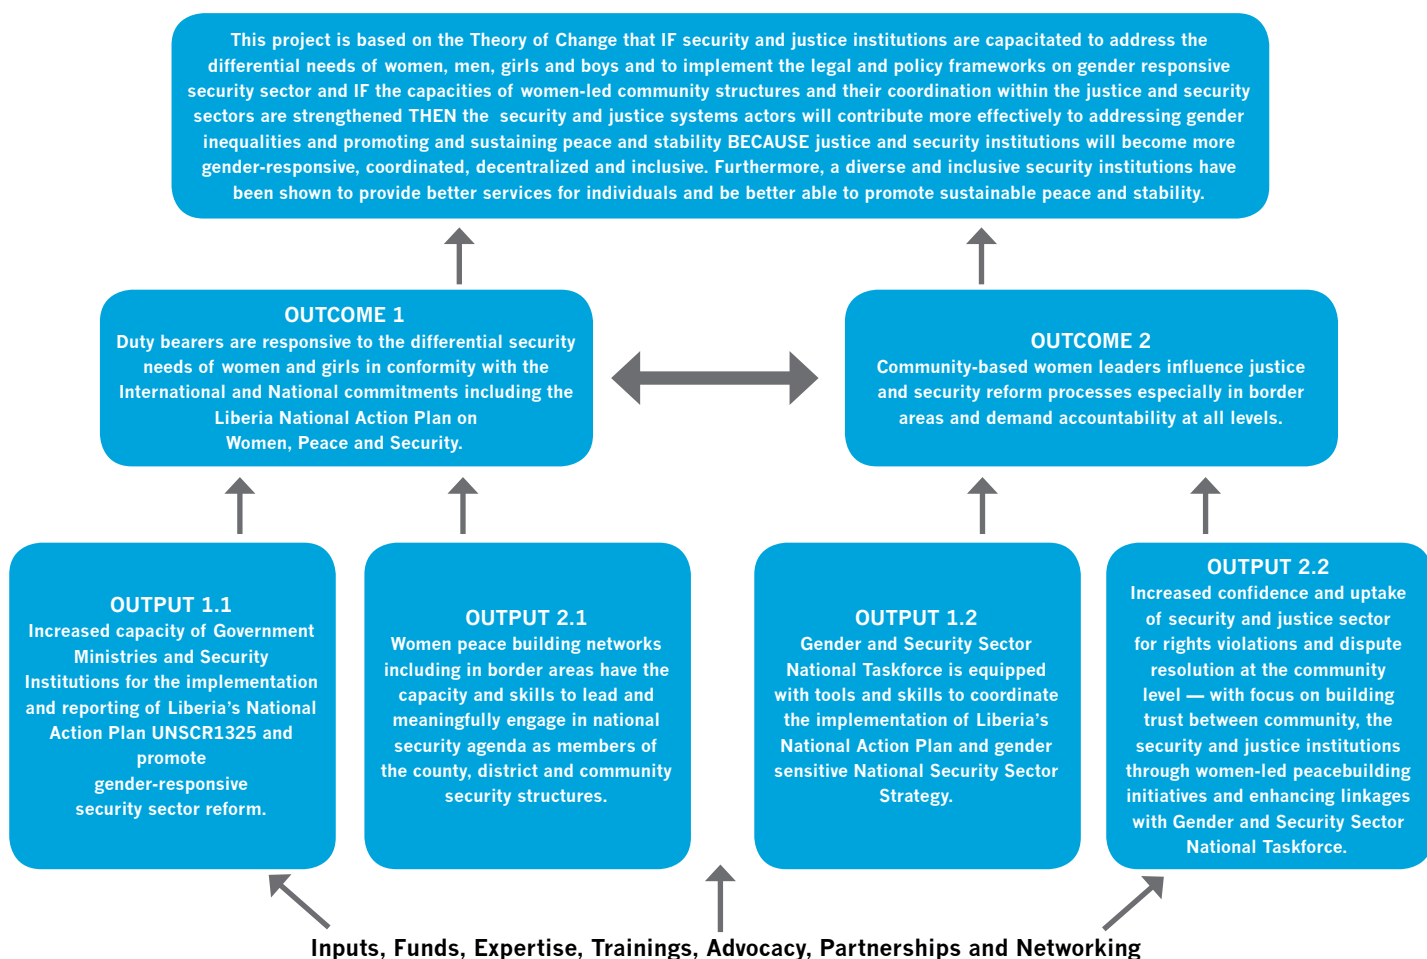 This project is based on the Theory of Change that IF security and justice institutions are capacitated to address the
differential needs of women, men, girls and boys and to implement the legal and policy frameworks on gender responsive
security sector and IF the capacities of women-led community structures and their coordination within the justice and security
sectors are strengthened THEN the security and justice systems actors will contribute more effectively to addressing gender
inequalities and promoting and sustaining peace and stability BECAUSE justice and security institutions will become more
gender-responsive, coordinated, decentralized and inclusive. Furthermore, a diverse and inclusive security institutions have
been shown to provide better services for individuals and be better able to promote sustainable peace and stability.
OUTCOME 1
Duty bearers are responsive to the differential security
needs of women and girls in conformity with the
International and National commitments including the
Liberia National Action Plan on
Women, Peace and Security.
OUTCOME 2
Community-based women leaders influence justice
and security reform processes especially in border
areas and demand accountability at all levels.
OUTPUT 1.1
Increased capacity of Government
Ministries and Security
Institutions for the implementation
and reporting of Liberia's National
Action Plan UNSCR1325 and
promote
gender-responsive
security sector reform.
OUTPUT 2.1
Women peace building networks
including in border areas have the
capacity and skills to lead and
meaningfully engage in national
security agenda as members of
the county, district and community
security structures.
OUTPUT 1.2
Gender and Security Sector
National Taskforce is equipped
with tools and skills to coordinate
the implementation of Liberia's
National Action Plan and gender
sensitive National Security Sector
Strategy.
OUTPUT 2.2
Increased confidence and uptake
of security and justice sector
for rights violations and dispute
resolution at the community
level — with focus on building
trust between community, the
security and justice institutions
through women-led peacebuilding
initiatives and enhancing linkages
with Gender and Security Sector
National Taskforce.
Inputs, Funds, Expertise, Trainings, Advocacy, Partnerships and Networking